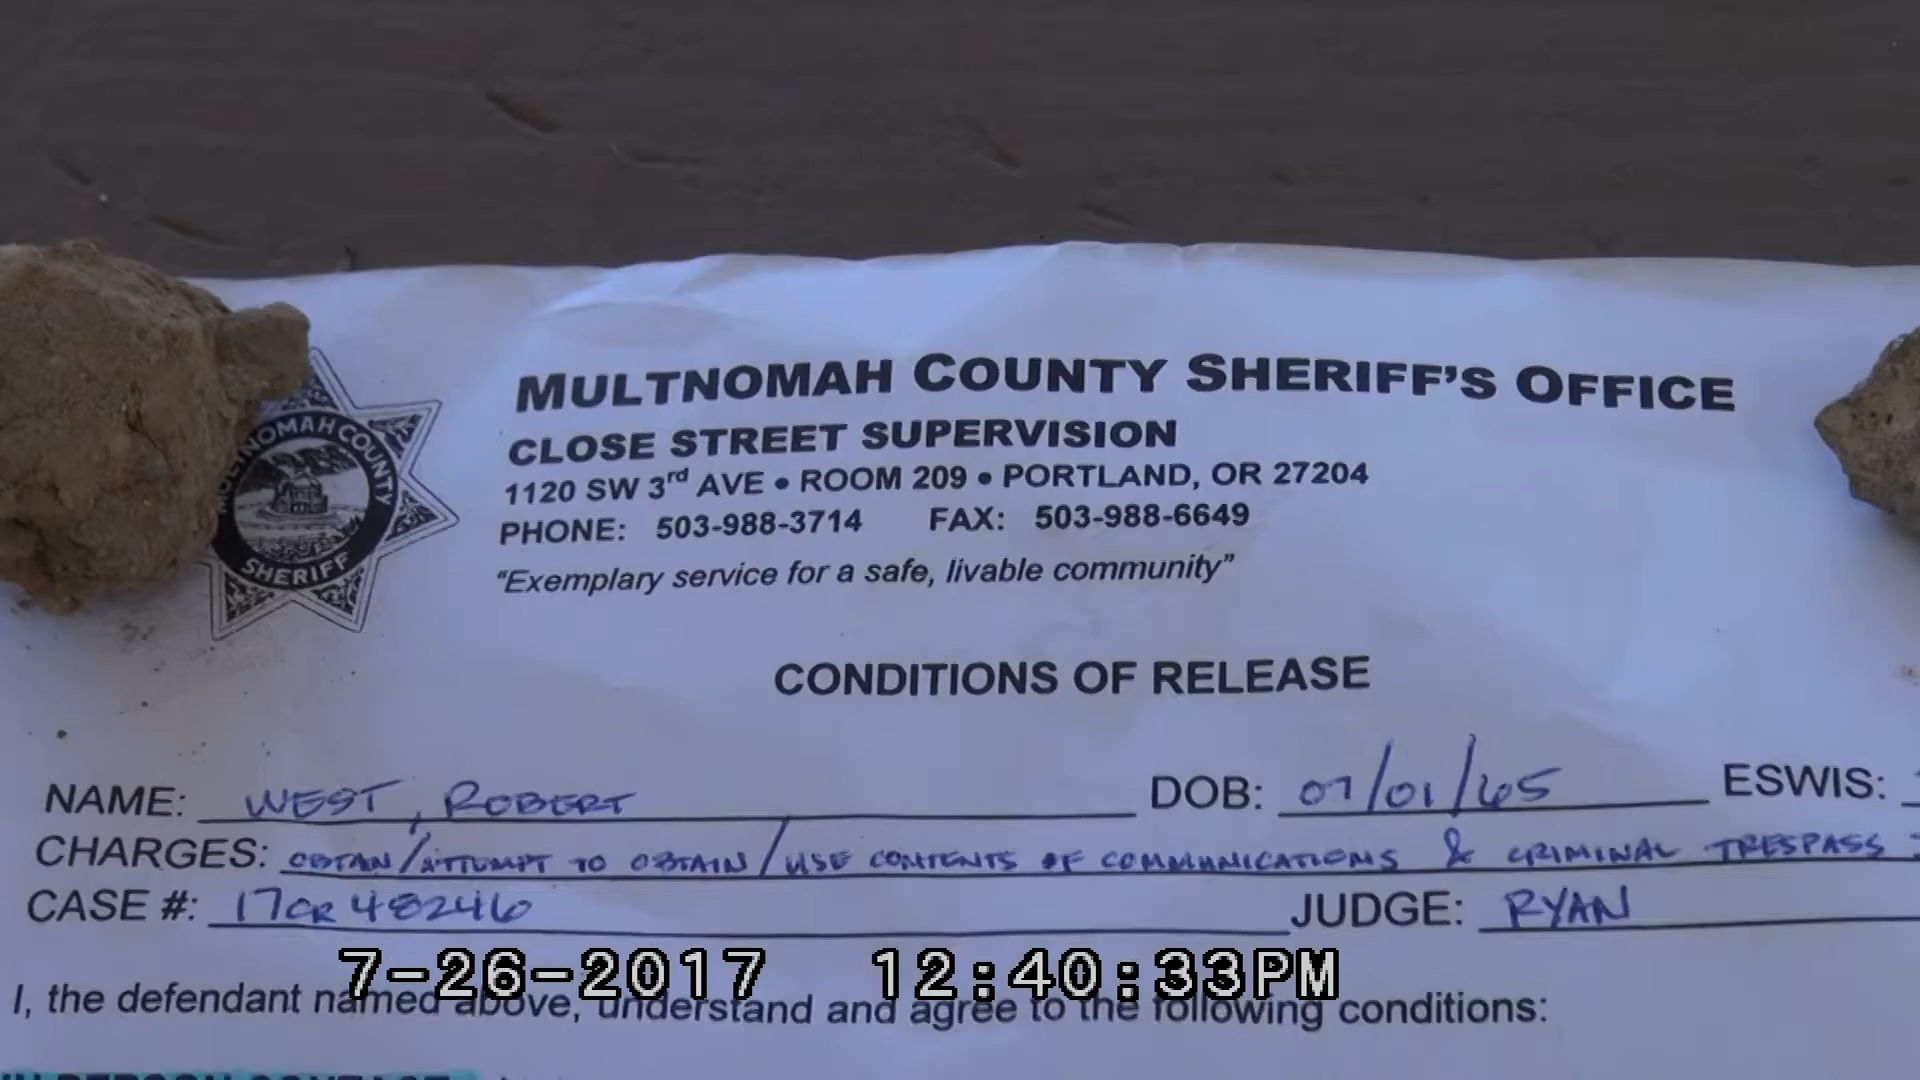 MULTNOMAH COUNTY SHERIFF'S OFFICE
CLOSE STREET SUPERVISION
1120 SW 3rd AVE • ROOM 209 • PORTLAND, OR 27204
PHONE: 503-988-3714 FAX: 503-988-6649
"Exemplary service for a safe, livable community"
MULTNOMAH COUNTY
SHERIFF
CONDITIONS OF RELEASE
NAME: WEST, ROBERT DOB: 07/01/65 ESWIS:
CHARGES: OBTAIN/ATTEMPT TO OBTAIN/USE CONTENTS OF COMMUNICATIONS & CRIMINAL TRESPASS
CASE #: 17CR48246 JUDGE: RYAN
7-26-2017 12:40:33PM
I, the defendant named above, understand and agree to the following conditions: